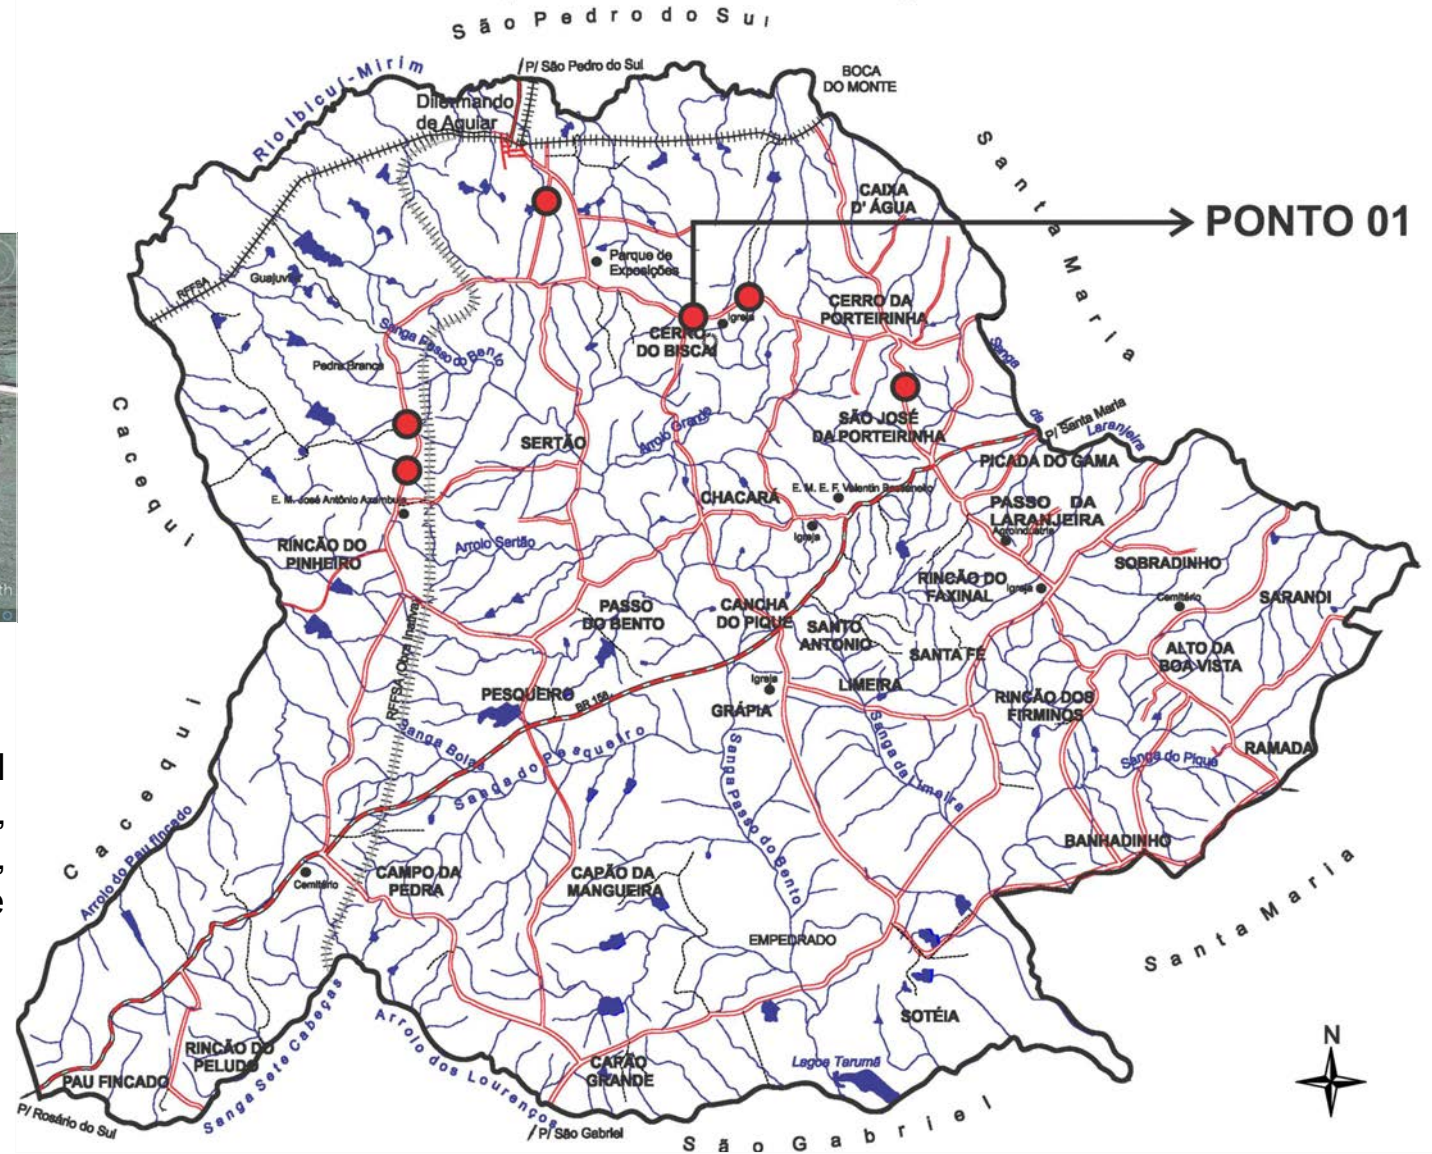 São Pedro do Sul
P/ São Pedro do Sul
BOCA
DO MONTE
Rio Ibicuí-Mirim
Dilermando
de Aguiar
Santa Maria
CAIXA
D' ÁGUA
PONTO 01
Parque de
Exposições
RFFSA
Guajuvira
CERRO DA
PORTEIRINHA
Igreja
CERRO
DO BISCAI
Sanga Passo do Bento
Pedra Branca
Sanga da Laranjeira
P/ Santa Maria
Cacequi
SERTÃO
Arroio Grande
SÃO JOSÉ
DA PORTEIRINHA
PICADA DO GAMA
E. M. José Antônio Azambuja
CHACARÁ
E. M. E. F. Valentin Bastianello
Igreja
PASSO DA
LARANJEIRA
Agroindústria
RINCÃO DO
PINHEIRO
Arroio Sertão
SOBRADINHO
RINCÃO DO
FAXINAL
Igreja
Cemitério
SARANDI
PASSO
DO BENTO
CANCHA
DO PIQUE
SANTO
ANTONIO
SANTA FÉ
ALTO DA
BOA VISTA
RFFSA (Obra Inativa)
PESQUEIRO
BR 158
Igreja
GRÁPIA
LIMEIRA
RINCÃO DOS
FIRMINOS
Sanga Bolas
Sanga do Pesqueiro
Sanga Passo do Bento
Sanga da Limeira
Sanga do Pique
RAMADA
Cacequi
Arroio do Pau fincado
BANHADINHO
Cemitério
CAMPO DA
PEDRA
CAPÃO DA
MANGUEIRA
EMPEDRADO
Santa Maria
SOTÉIA
Arroio dos Lourenços
Sanga Sete Cabeças
RINCÃO DO
PELUDO
PAU FINCADO
CAPÃO
GRANDE
Lagoa Tarumã
N
P/ Rosário do Sul
P/ São Gabriel
São Gabriel